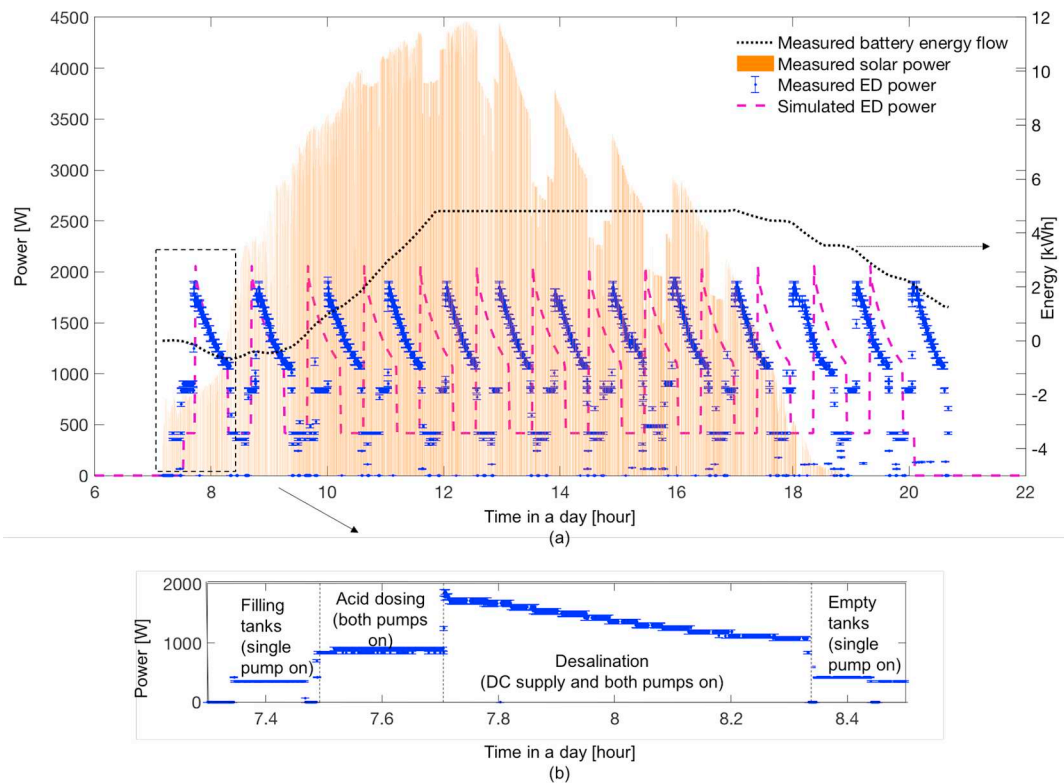 4500
4000
3500
3000
2500
2000
1500
1000
500
0
Power [W]
12
10
8
6
4
2
0
-2
-4
Energy [kWh]
Measured battery energy flow
Measured solar power
Measured ED power
Simulated ED power
6 8 10 12 14 16 18 20 22
Time in a day [hour]
(a)
2000
1000
0
Power [W]
Filling
tanks
(single
pump on)
Acid dosing
(both pumps
on)
Desalination
(DC supply and both pumps on)
Empty
tanks
(single
pump on)
7.4 7.6 7.8 8 8.2 8.4
Time in a day [hour]
(b)